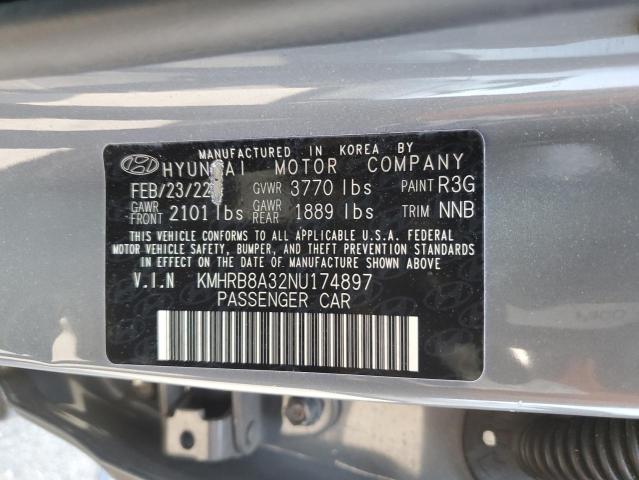 MANUFACTURED IN KOREA BY
HYUNDAI MOTOR COMPANY
FEB/23/22 GVWR 3770 lbs PAINT R3G
GAWR FRONT 2101 lbs GAWR REAR 1889 lbs TRIM NNB
THIS VEHICLE CONFORMS TO ALL APPLICABLE U.S.A. FEDERAL
MOTOR VEHICLE SAFETY, BUMPER, AND THEFT PREVENTION STANDARDS
IN EFFECT ON THE DATE OF MANUFACTURE SHOWN ABOVE.
V.I.N KMHRB8A32NU174897
PASSENGER CAR